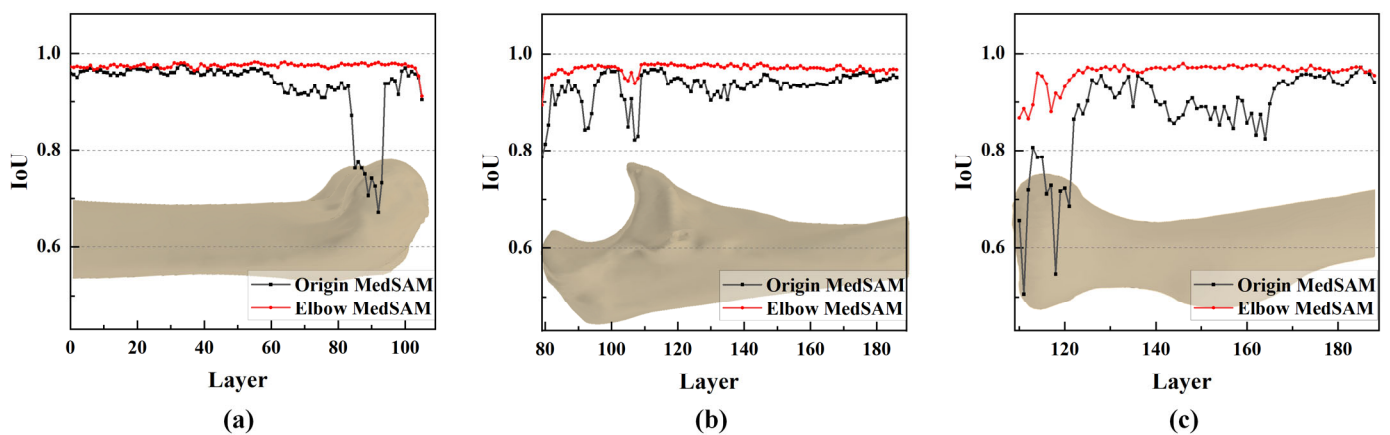 IoU
1.0
0.8
0.6
Origin MedSAM
Elbow MedSAM
0 20 40 60 80 100
Layer
(a)
IoU
1.0
0.8
0.6
Origin MedSAM
Elbow MedSAM
80 100 120 140 160 180
Layer
(b)
IoU
1.0
0.8
0.6
Origin MedSAM
Elbow MedSAM
120 140 160 180
Layer
(c)